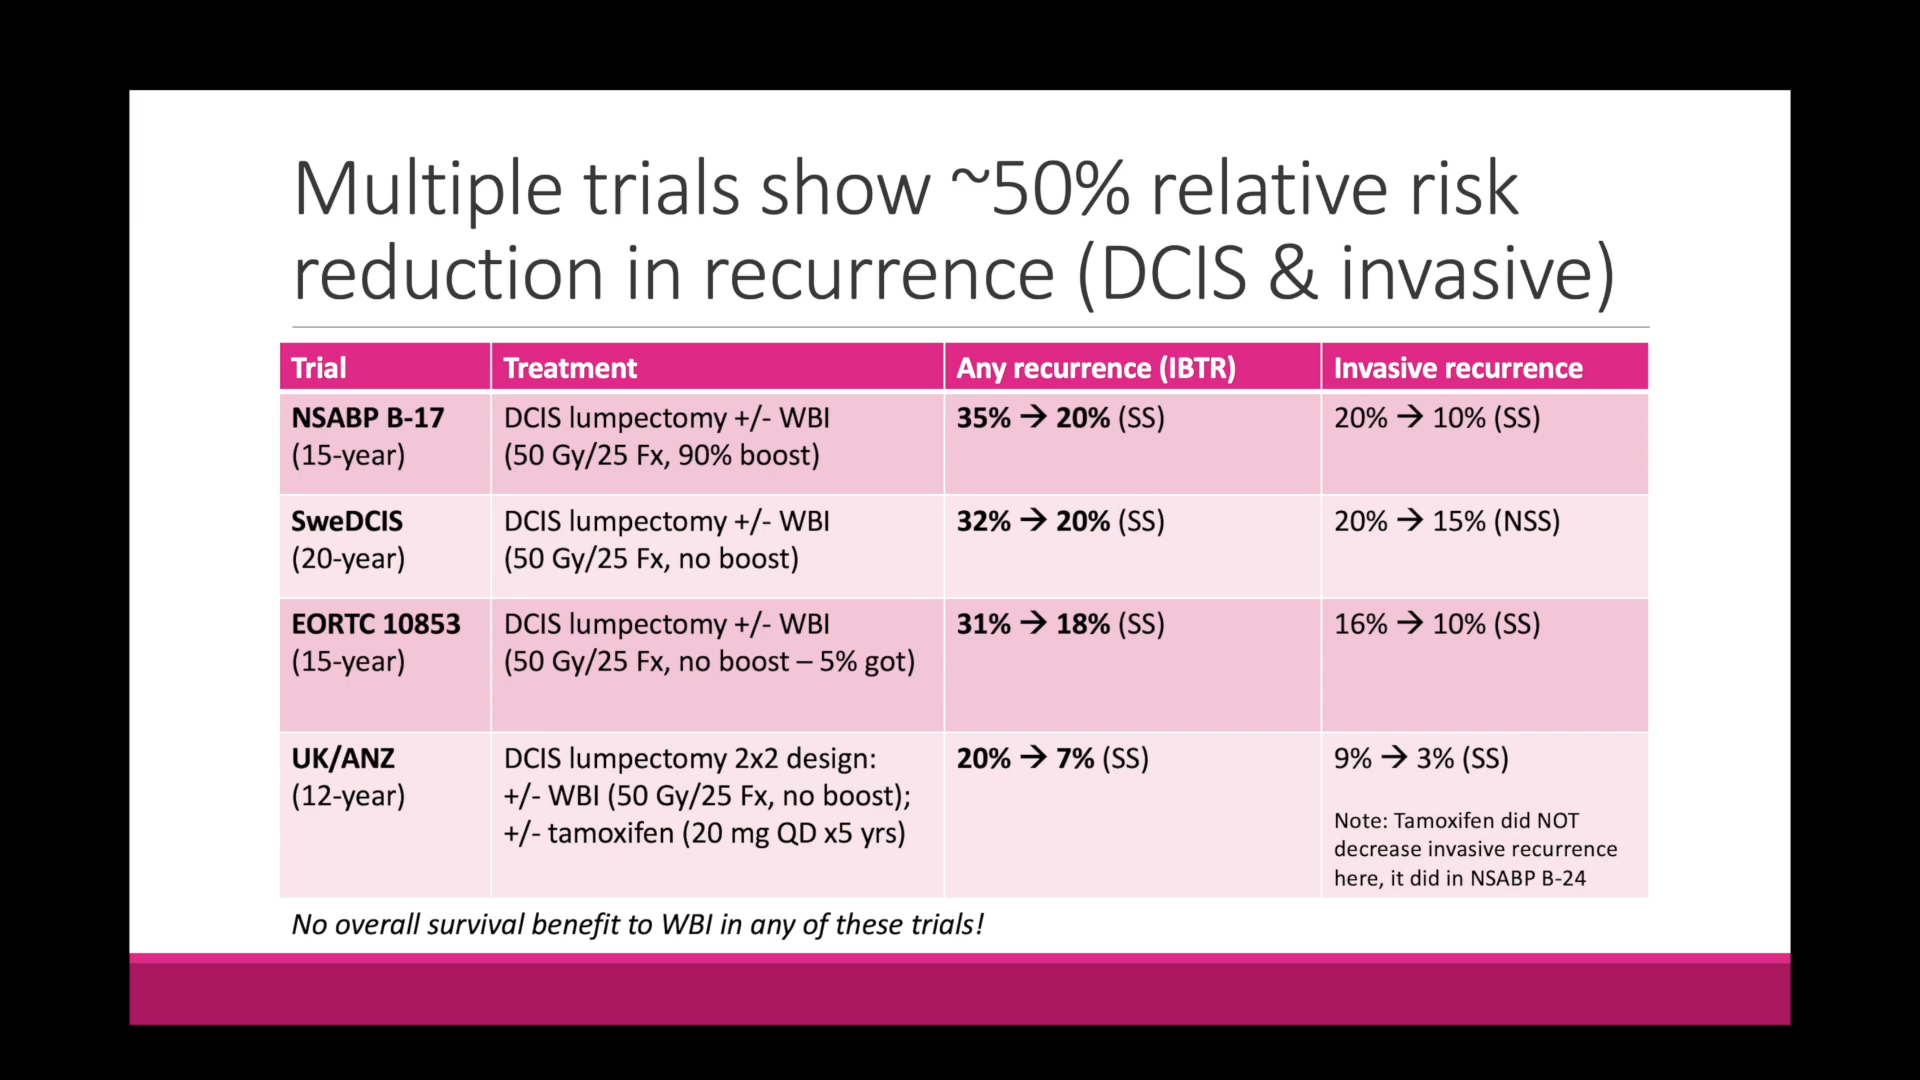 Multiple trials show ~50% relative risk
reduction in recurrence (DCIS & invasive)
Trial
Treatment
Any recurrence (IBTR)
Invasive recurrence
NSABP B-17
(15-year)
DCIS lumpectomy +/- WBI
(50 Gy/25 Fx, 90% boost)
35% → 20% (SS)
20% → 10% (SS)
SweDCIS
(20-year)
DCIS lumpectomy +/- WBI
(50 Gy/25 Fx, no boost)
32% → 20% (SS)
20% → 15% (NSS)
EORTC 10853
(15-year)
DCIS lumpectomy +/- WBI
(50 Gy/25 Fx, no boost – 5% got)
31% → 18% (SS)
16% → 10% (SS)
UK/ANZ
(12-year)
DCIS lumpectomy 2x2 design:
+/- WBI (50 Gy/25 Fx, no boost);
+/- tamoxifen (20 mg QD x5 yrs)
20% → 7% (SS)
9% → 3% (SS)
Note: Tamoxifen did NOT
decrease invasive recurrence
here, it did in NSABP B-24
No overall survival benefit to WBI in any of these trials!